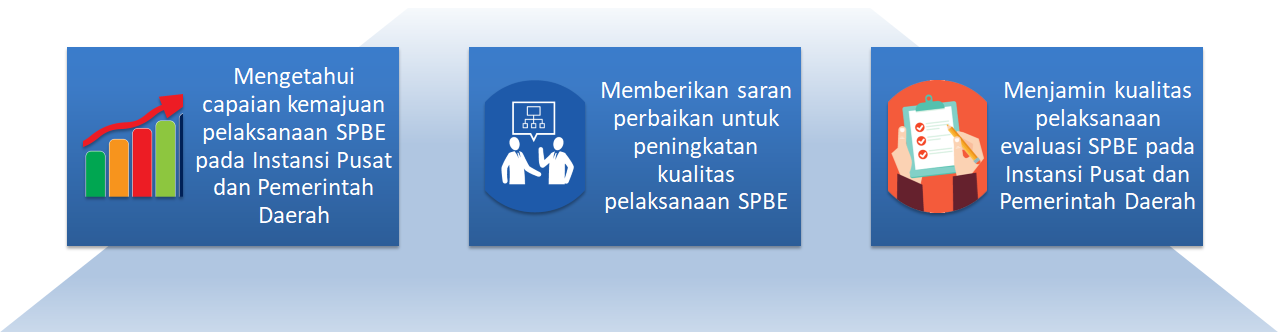 Mengetahui
capaian kemajuan
pelaksanaan SPBE
pada Instansi Pusat
dan Pemerintah
Daerah
Memberikan saran
perbaikan untuk
peningkatan
kualitas
pelaksanaan SPBE
Menjamin kualitas
pelaksanaan
evaluasi SPBE pada
Instansi Pusat dan
Pemerintah Daerah